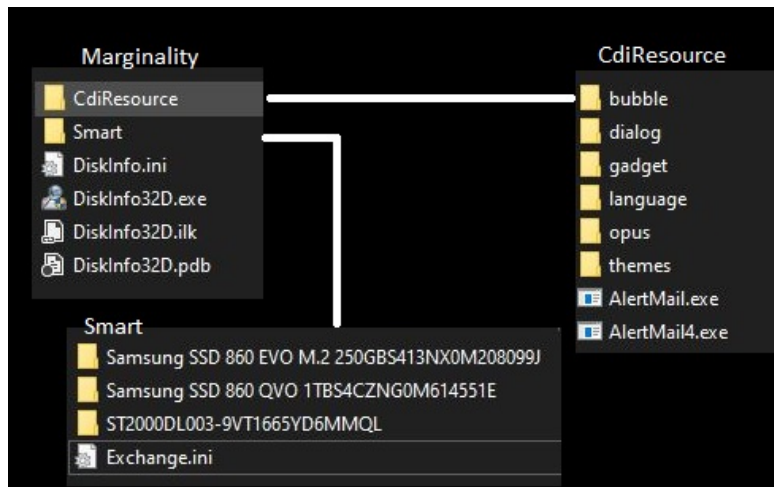 Marginality
CdiResource
Smart
DiskInfo.ini
DiskInfo32D.exe
DiskInfo32D.ilk
DiskInfo32D.pdb
CdiResource
bubble
dialog
gadget
language
opus
themes
AlertMail.exe
AlertMail4.exe
Smart
Samsung SSD 860 EVO M.2 250GBS413NX0M208099J
Samsung SSD 860 QVO 1TBS4CZNG0M614551E
ST2000DL003-9VT1665YD6MMQL
Exchange.ini